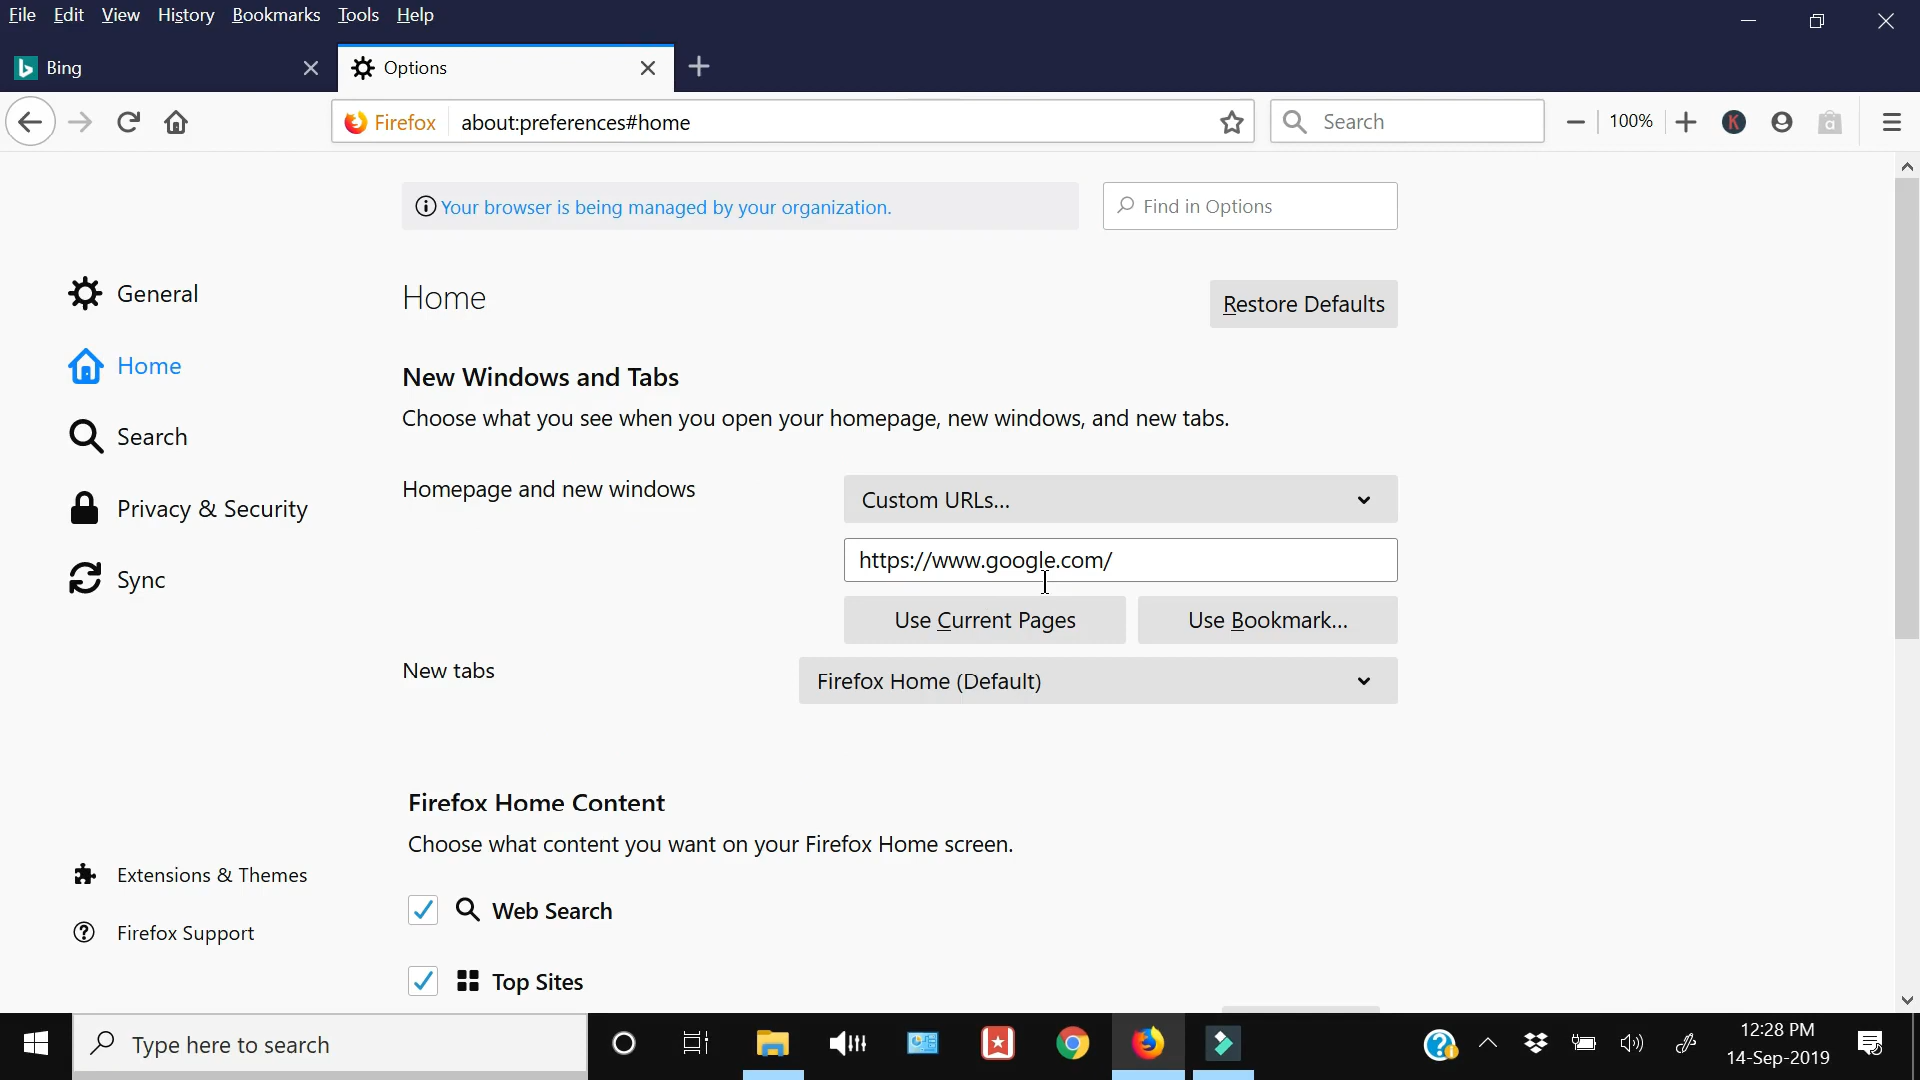 File Edit View History Bookmarks Tools Help
Bing
Options
Firefox about:preferences#home
Search
100%
Your browser is being managed by your organization.
Find in Options
General
Home
Search
Privacy & Security
Sync
Extensions & Themes
Firefox Support
Home
Restore Defaults
New Windows and Tabs
Choose what you see when you open your homepage, new windows, and new tabs.
Homepage and new windows
Custom URLs...
https://www.google.com/
Use Current Pages
Use Bookmark...
New tabs
Firefox Home (Default)
Firefox Home Content
Choose what content you want on your Firefox Home screen.
Web Search
Top Sites
Type here to search
12:28 PM
14-Sep-2019